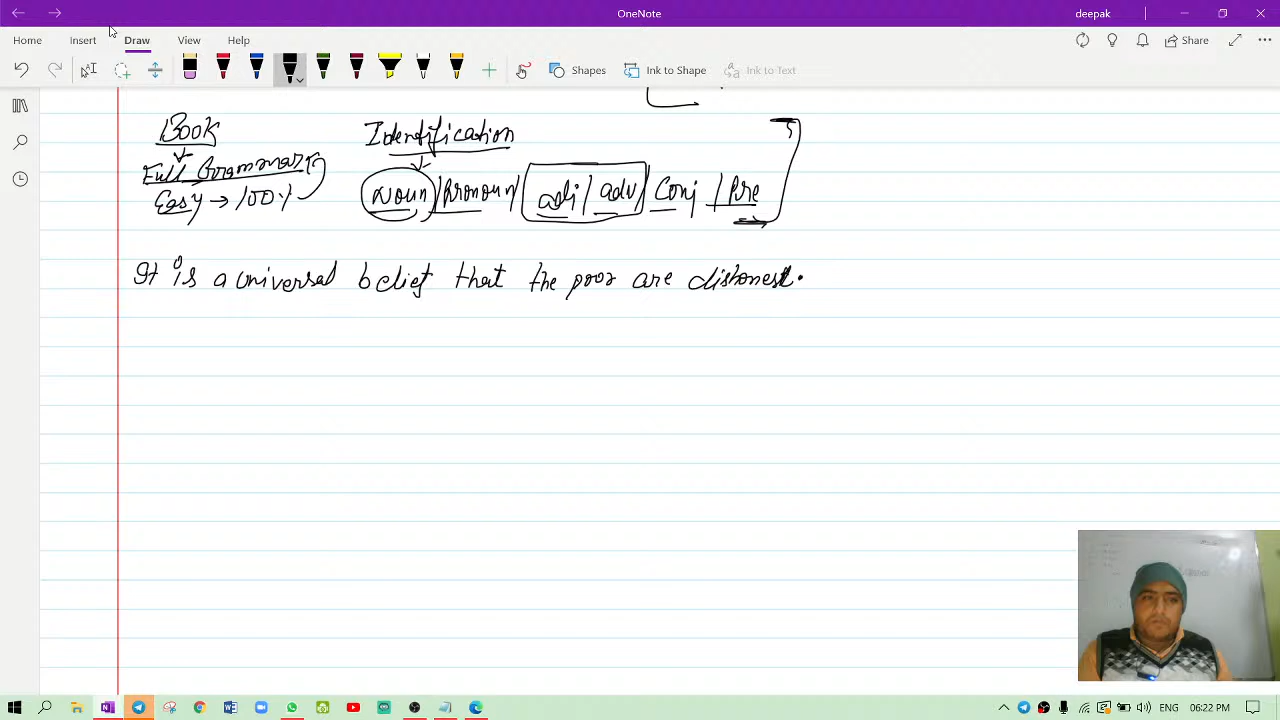 OneNote
deepak
Home Insert Draw View Help
Share
Shapes Ink to Shape Ink to Text
Book Identification
Full Grammar
Easy → 100% Noun / Pronoun / adj / adv / Conj / Pre
It is a universal belief that the poor are dishonest.
ENG 06:22 PM